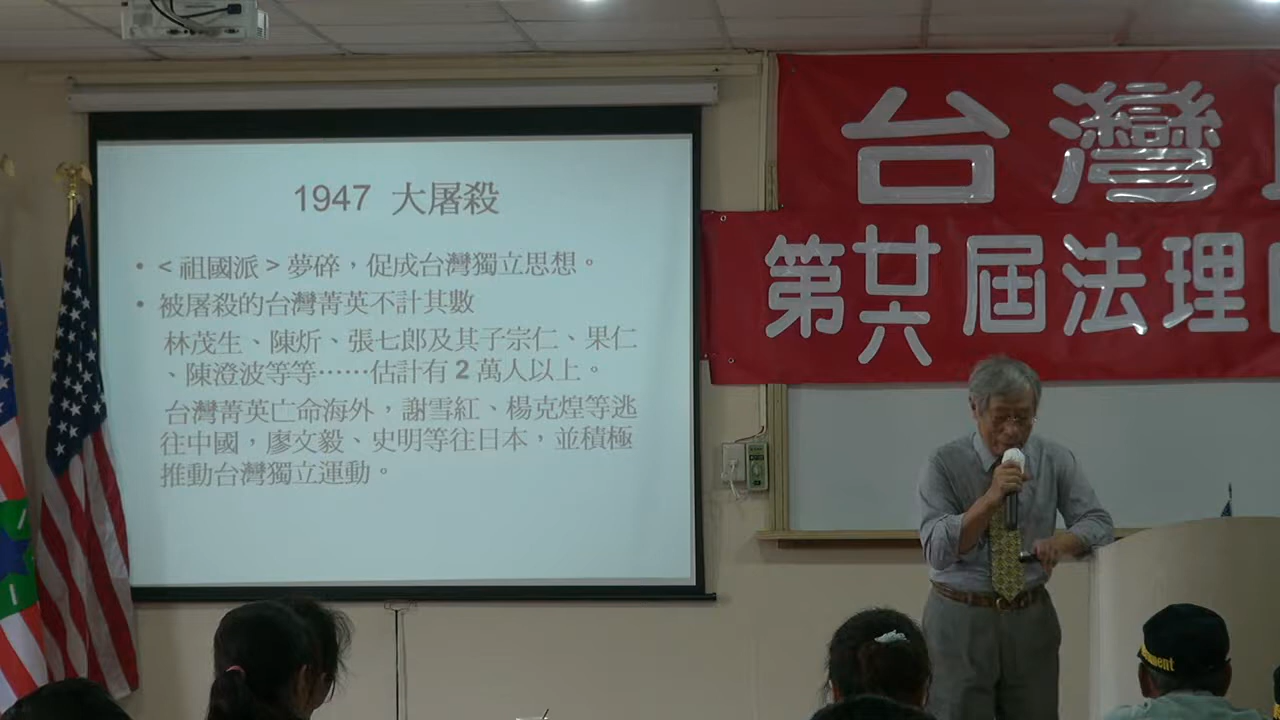 1947 大屠殺
• <祖國派>夢碎，促成台灣獨立思想。
• 被屠殺的台灣菁英不計其數
林茂生、陳炘、張七郎及其子宗仁、果仁
、陳澄波等等……估計有2萬人以上。
台灣菁英亡命海外，謝雪紅、楊克煌等逃
往中國，廖文毅、史明等往日本，並積極
推動台灣獨立運動。
台灣
第廿六屆法理